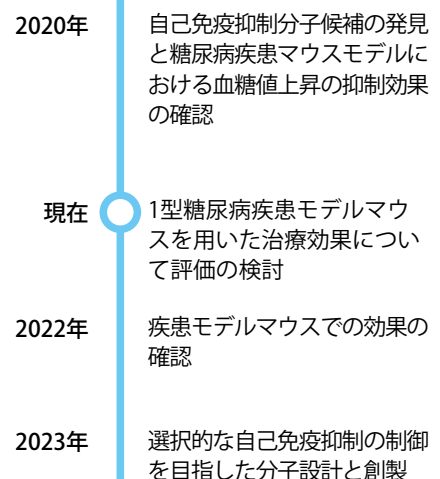 2020年
自己免疫抑制分子候補の発見
と糖尿病疾患マウスモデルに
おける血糖値上昇の抑制効果
の確認
現在
1型糖尿病疾患モデルマウ
スを用いた治療効果につい
て評価の検討
2022年
疾患モデルマウスでの効果の
確認
2023年
選択的な自己免疫抑制の制御
を目指した分子設計と創製